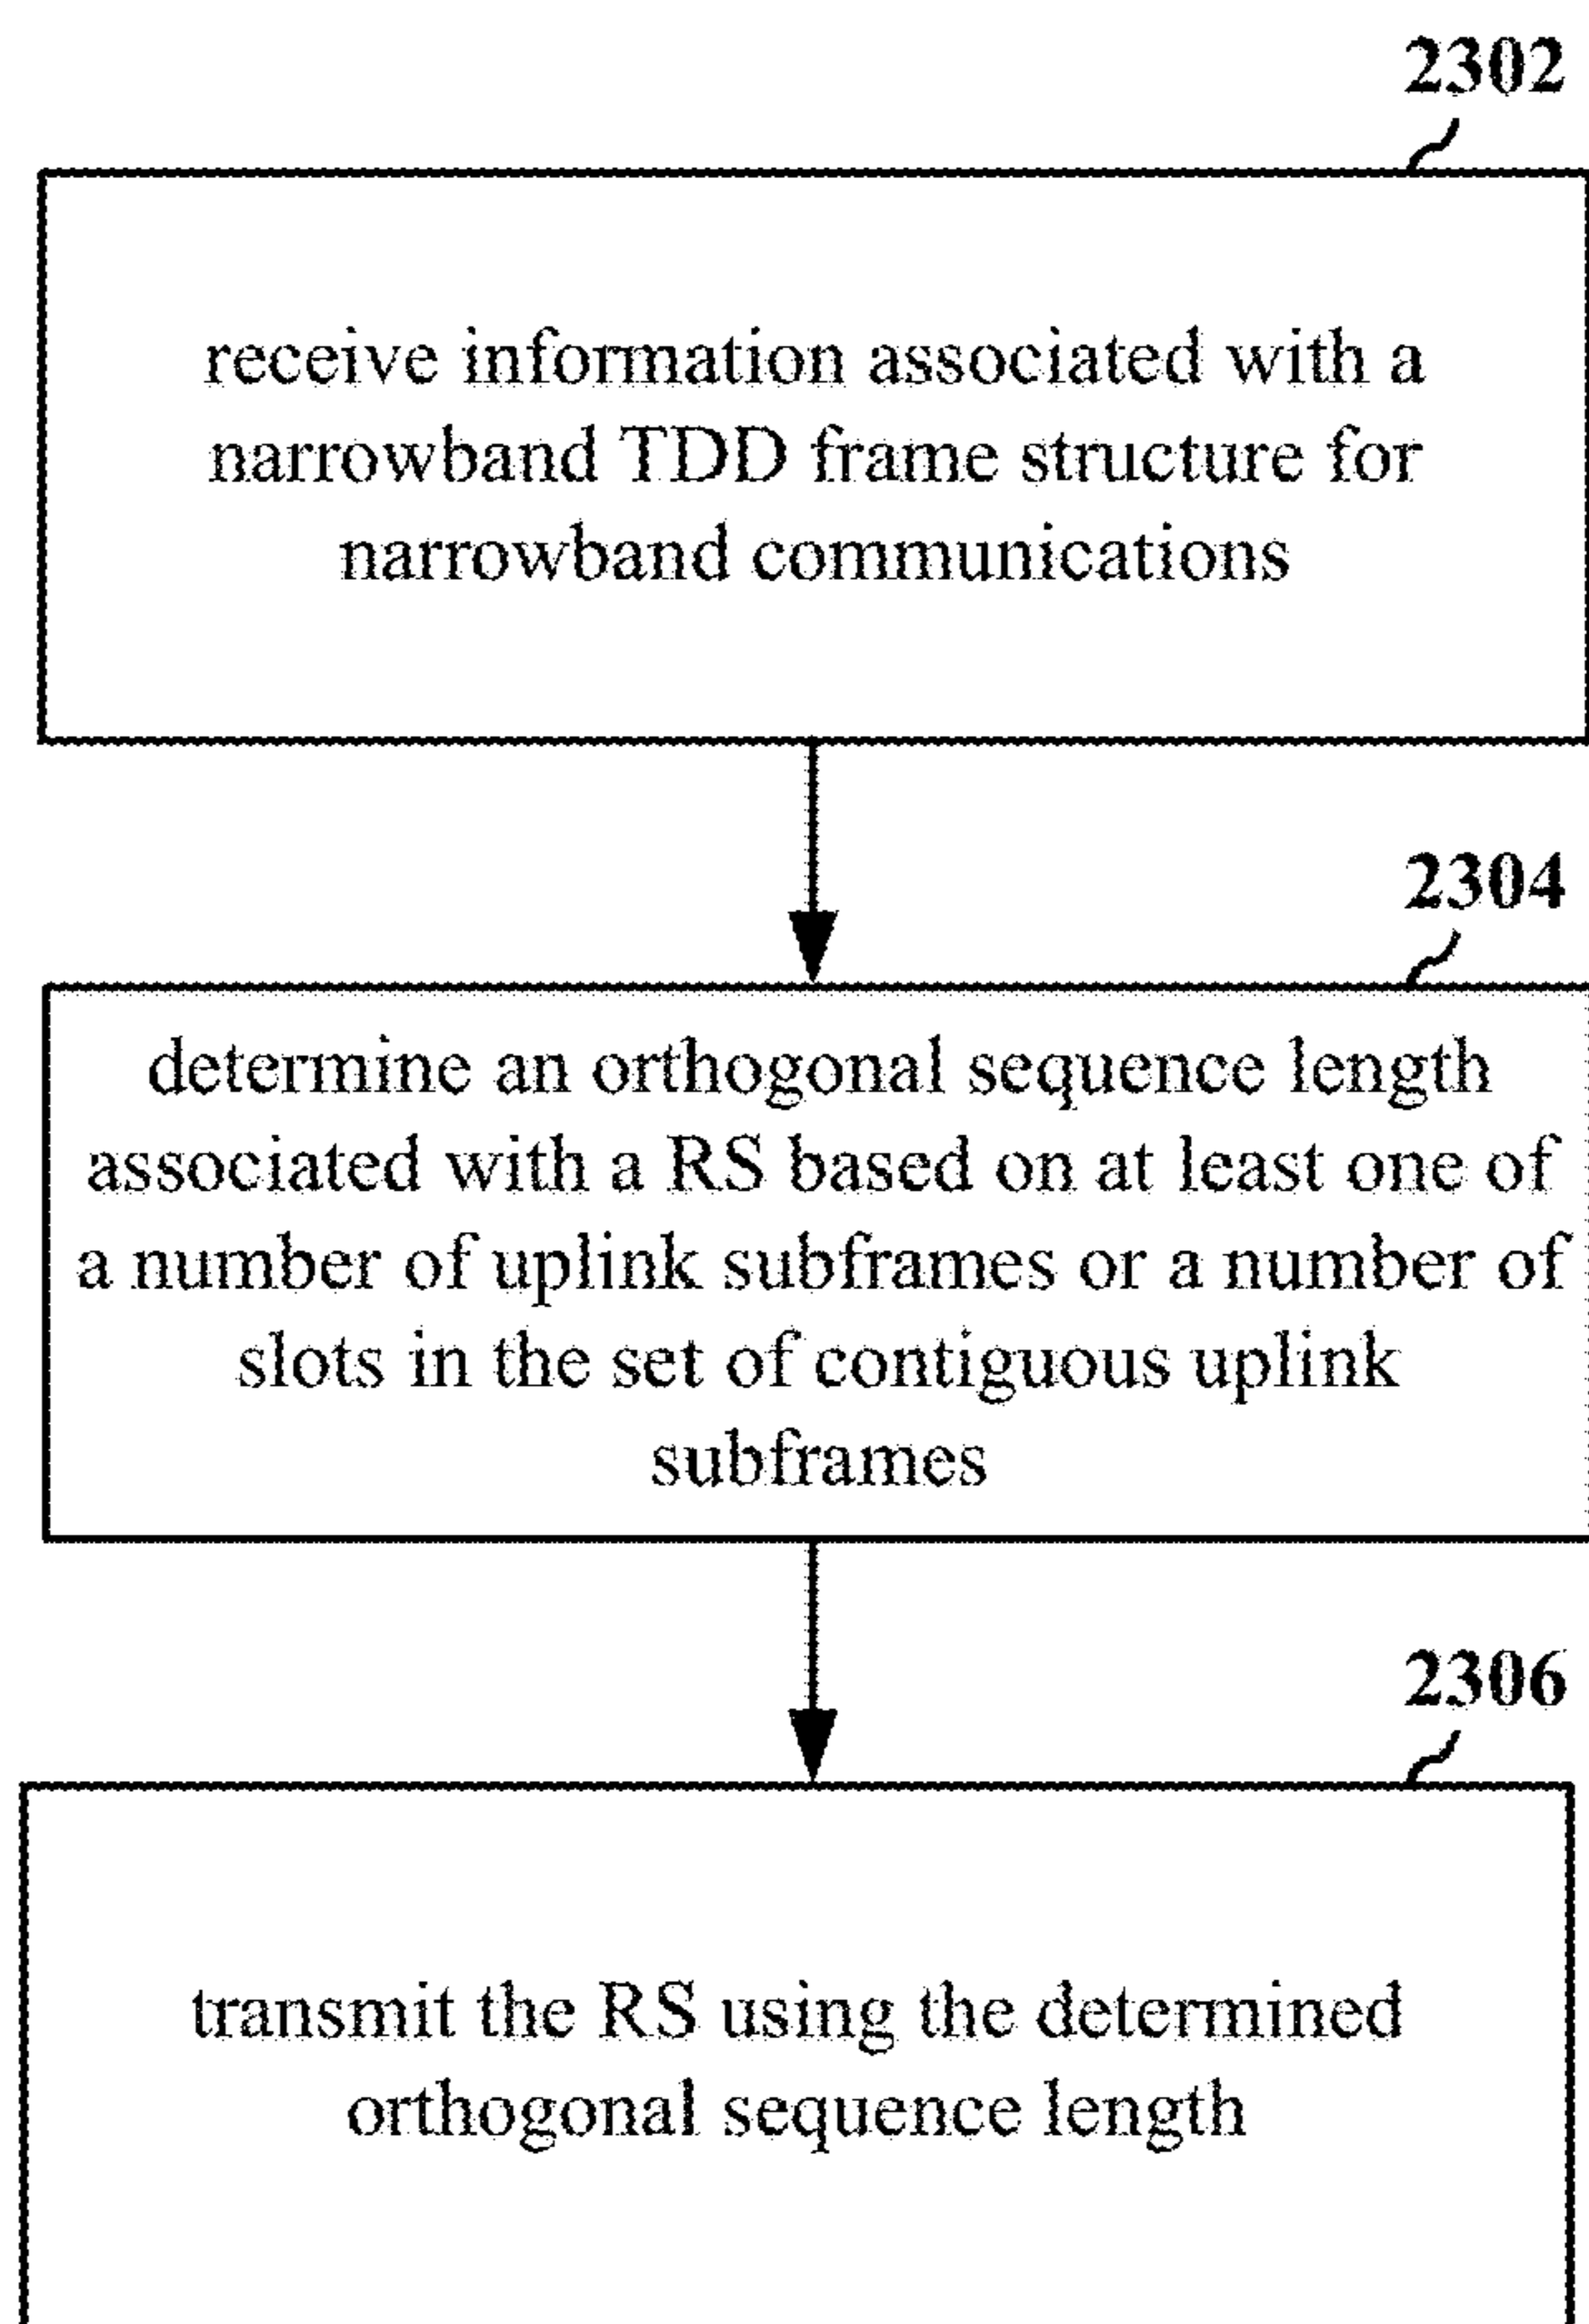 2302
receive information associated with a
narrowband TDD frame structure for
narrowband communications
2304
determine an orthogonal sequence length
associated with a RS based on at least one of
a number of uplink subframes or a number of
slots in the set of contiguous uplink
subframes
2306
transmit the RS using the determined
orthogonal sequence length